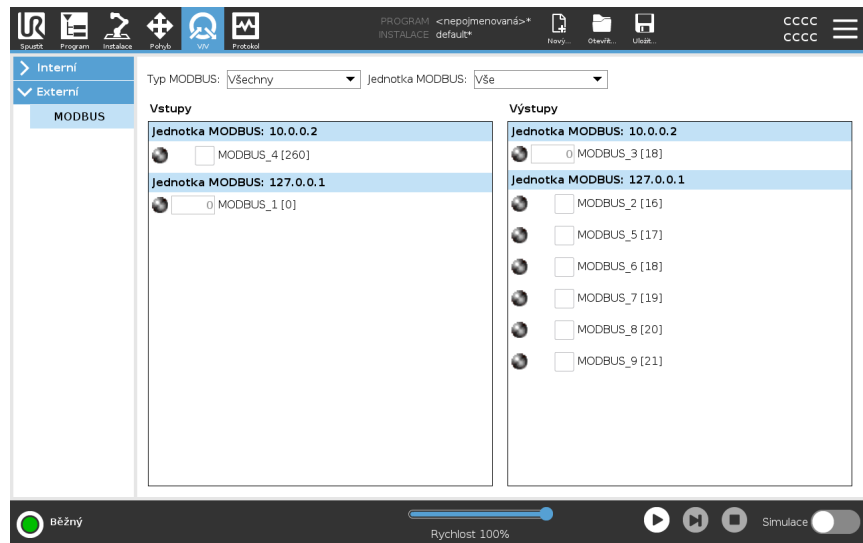 UR
PROGRAM <nepojmenovaná>*
INSTALACE default*
cccc
cccc
Spustit Program Instalace Pohyb V/V Protokol Nový... Otevřít... Uložit...
Interní
Externí
MODBUS
Typ MODBUS: Všechny Jednotka MODBUS: Vše
Vstupy
Jednotka MODBUS: 10.0.0.2
MODBUS_4 [260]
Jednotka MODBUS: 127.0.0.1
0 MODBUS_1 [0]
Výstupy
Jednotka MODBUS: 10.0.0.2
0 MODBUS_3 [18]
Jednotka MODBUS: 127.0.0.1
MODBUS_2 [16]
MODBUS_5 [17]
MODBUS_6 [18]
MODBUS_7 [19]
MODBUS_8 [20]
MODBUS_9 [21]
Běžný
Rychlost 100%
Simulace